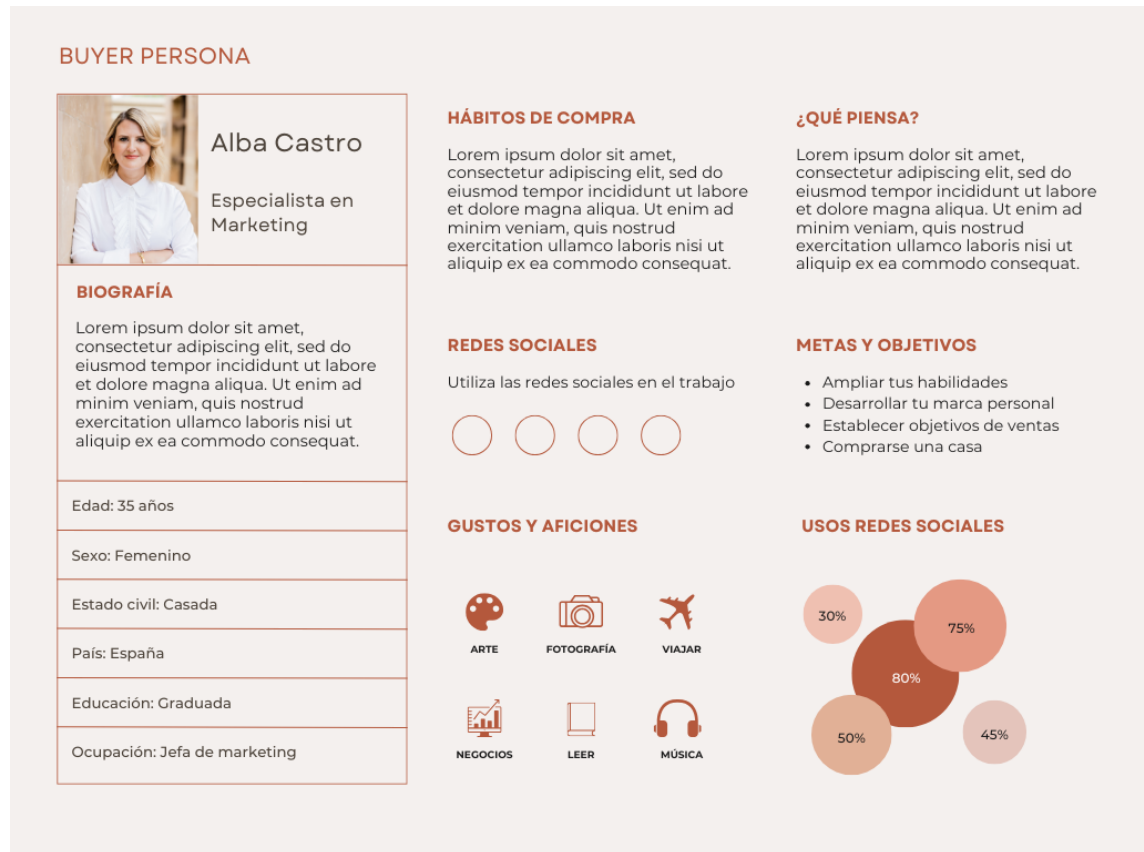 BUYER PERSONA
Alba Castro
Especialista en
Marketing
BIOGRAFÍA
Lorem ipsum dolor sit amet,
consectetur adipiscing elit, sed do
eiusmod tempor incididunt ut labore
et dolore magna aliqua. Ut enim ad
minim veniam, quis nostrud
exercitation ullamco laboris nisi ut
aliquip ex ea commodo consequat.
Edad: 35 años
Sexo: Femenino
Estado civil: Casada
País: España
Educación: Graduada
Ocupación: Jefa de marketing
HÁBITOS DE COMPRA
Lorem ipsum dolor sit amet,
consectetur adipiscing elit, sed do
eiusmod tempor incididunt ut labore
et dolore magna aliqua. Ut enim ad
minim veniam, quis nostrud
exercitation ullamco laboris nisi ut
aliquip ex ea commodo consequat.
¿QUÉ PIENSA?
Lorem ipsum dolor sit amet,
consectetur adipiscing elit, sed do
eiusmod tempor incididunt ut labore
et dolore magna aliqua. Ut enim ad
minim veniam, quis nostrud
exercitation ullamco laboris nisi ut
aliquip ex ea commodo consequat.
REDES SOCIALES
Utiliza las redes sociales en el trabajo
METAS Y OBJETIVOS
• Ampliar tus habilidades
• Desarrollar tu marca personal
• Establecer objetivos de ventas
• Comprarse una casa
GUSTOS Y AFICIONES
ARTE
FOTOGRAFÍA
VIAJAR
NEGOCIOS
LEER
MÚSICA
USOS REDES SOCIALES
30%
75%
80%
50%
45%